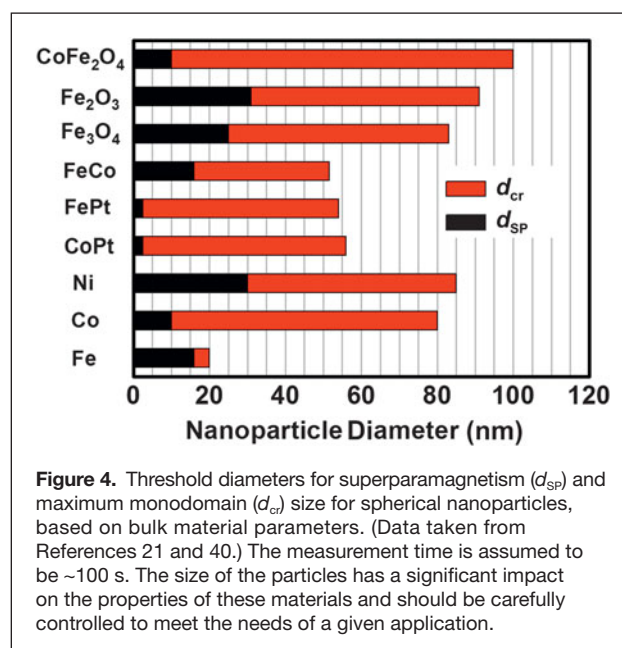 CoFe₂O₄
Fe₂O₃
Fe₃O₄
FeCo
FePt
CoPt
Ni
Co
Fe
d_cr
d_SP
0 20 40 60 80 100 120
Nanoparticle Diameter (nm)
Figure 4. Threshold diameters for superparamagnetism (d_SP) and
maximum monodomain (d_cr) size for spherical nanoparticles,
based on bulk material parameters. (Data taken from
References 21 and 40.) The measurement time is assumed to
be ~100 s. The size of the particles has a significant impact
on the properties of these materials and should be carefully
controlled to meet the needs of a given application.